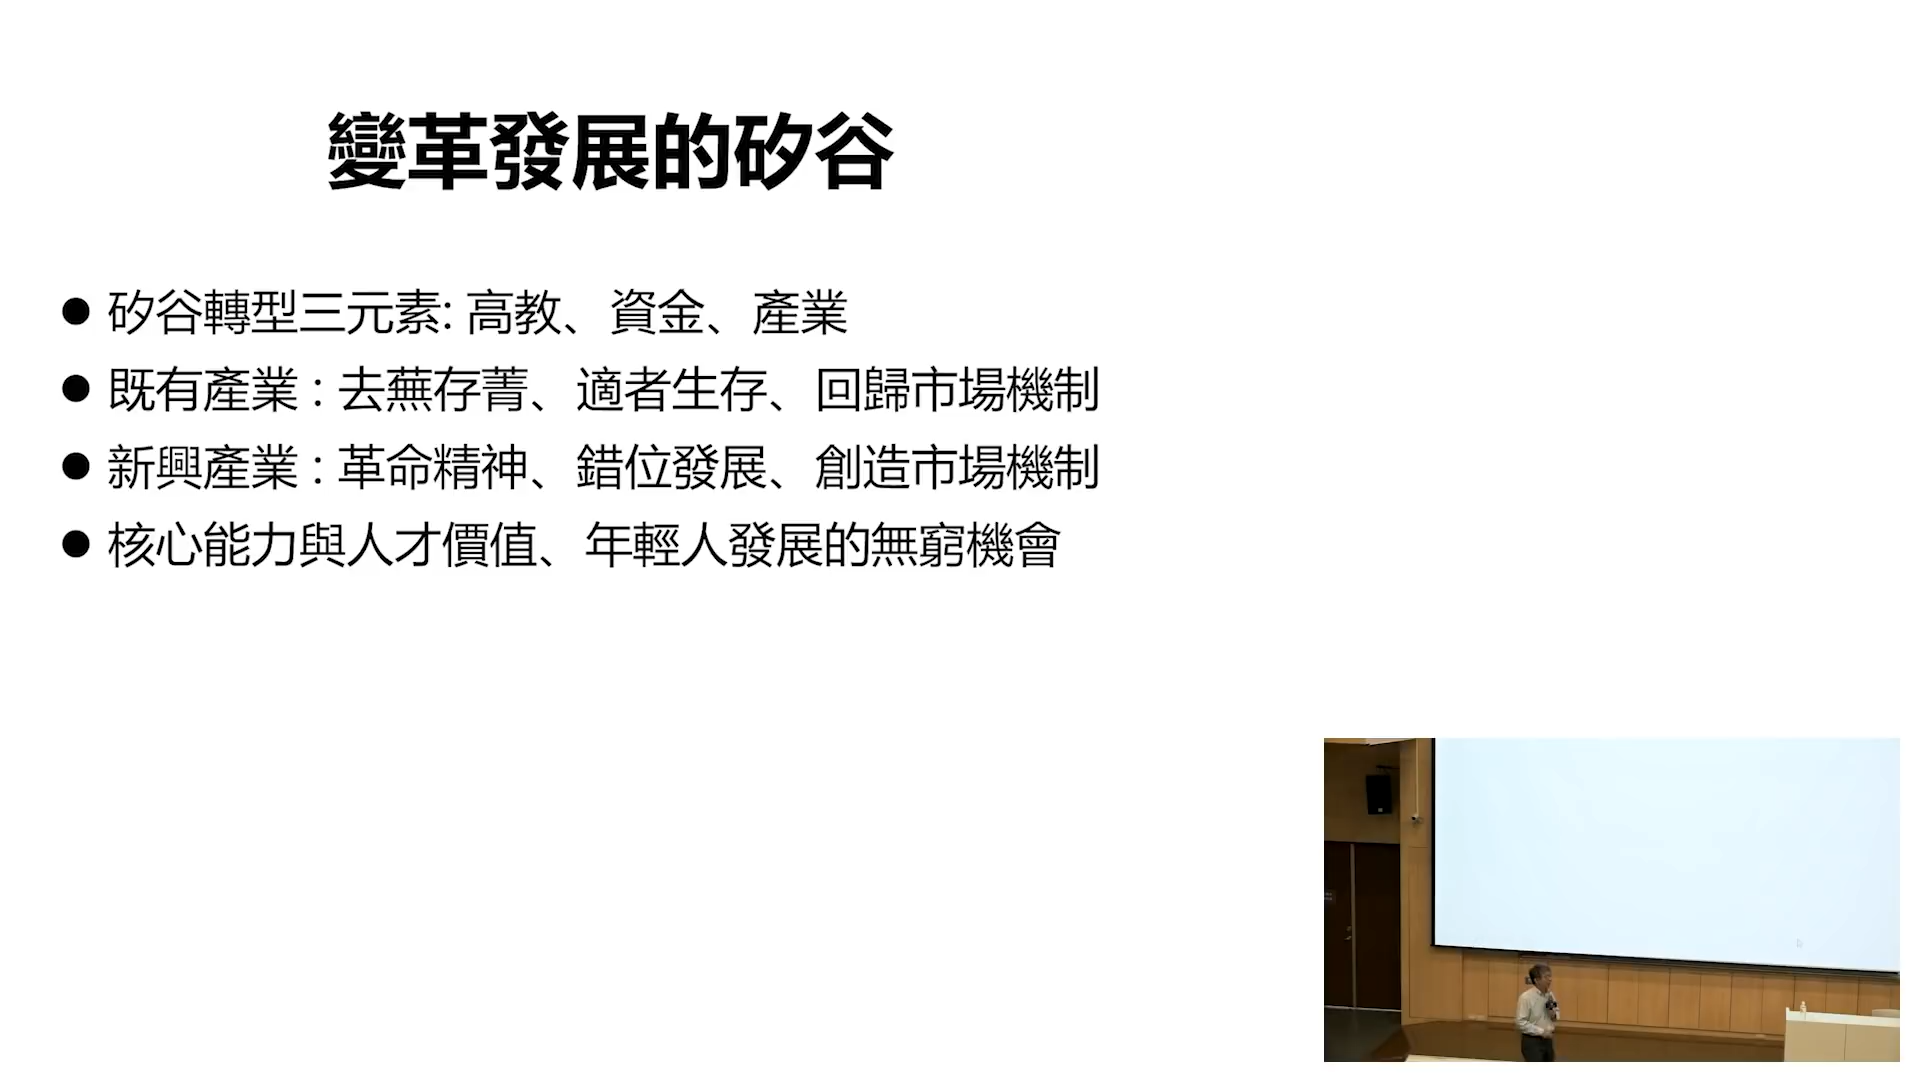 變革發展的矽谷
● 矽谷轉型三元素: 高教、資金、產業
● 既有產業 : 去蕪存菁、適者生存、回歸市場機制
● 新興產業 : 革命精神、錯位發展、創造市場機制
● 核心能力與人才價值、年輕人發展的無窮機會